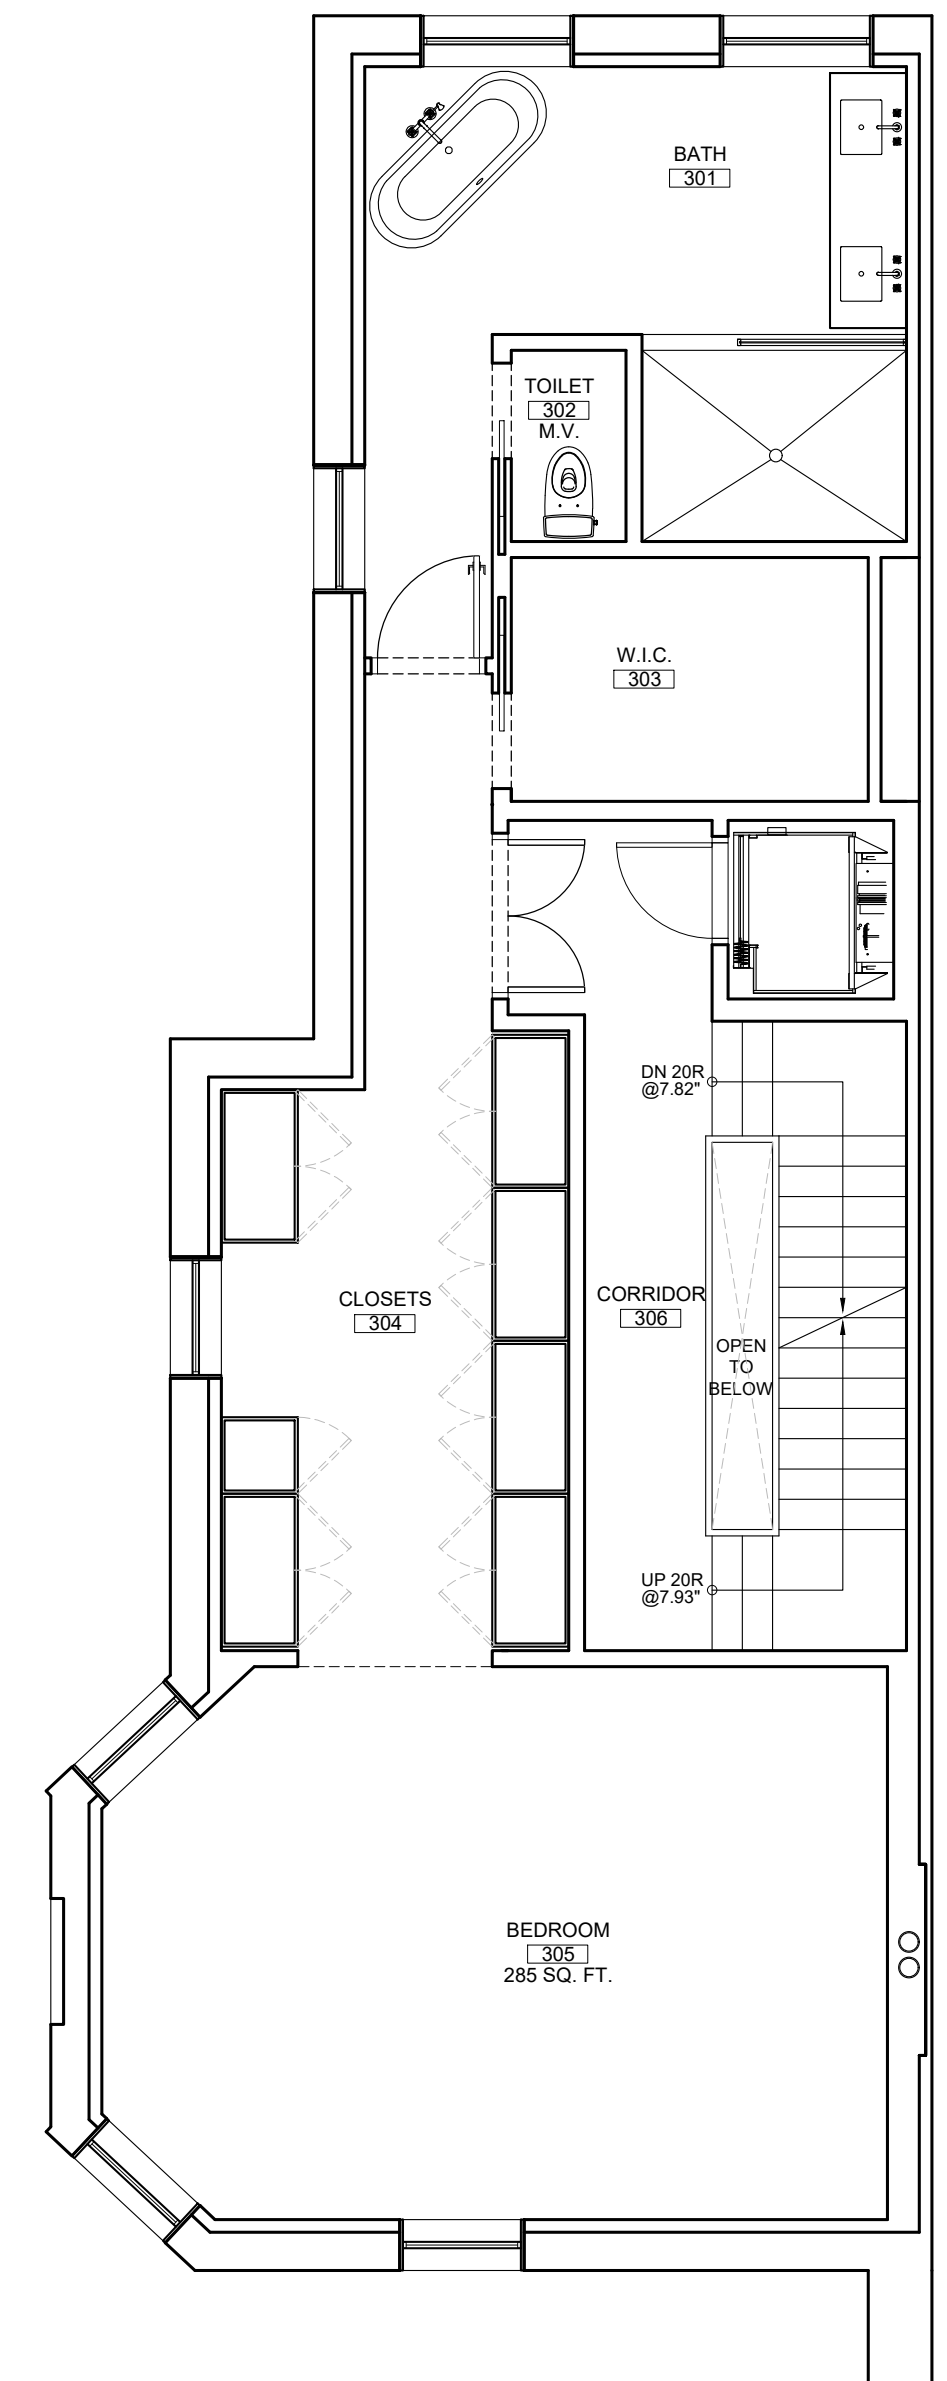 BATH
301
TOILET
302
M.V.
W.I.C.
303
DN 20R
@7.82"
CLOSETS
304
CORRIDOR
306
OPEN
TO
BELOW
UP 20R
@7.93"
BEDROOM
305
285 SQ. FT.